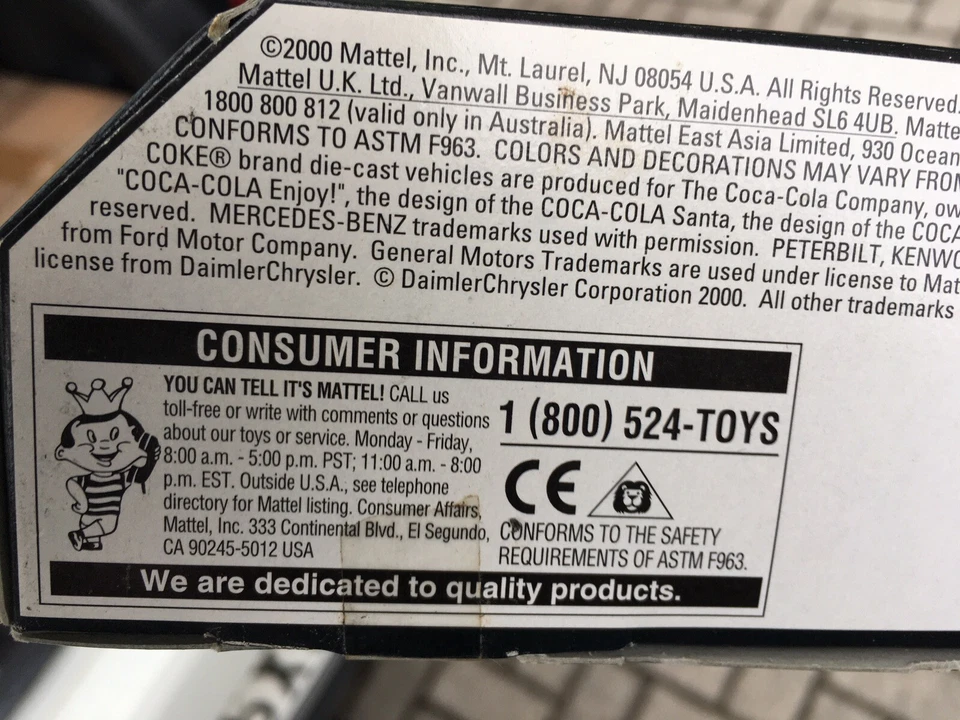 ©2000 Mattel, Inc., Mt. Laurel, NJ 08054 U.S.A. All Rights Reserved.
Mattel U.K. Ltd., Vanwall Business Park, Maidenhead SL6 4UB. Matte
1800 800 812 (valid only in Australia). Mattel East Asia Limited, 930 Ocean
CONFORMS TO ASTM F963. COLORS AND DECORATIONS MAY VARY FROM
COKE® brand die-cast vehicles are produced for The Coca-Cola Company, ow
"COCA-COLA Enjoy!", the design of the COCA-COLA Santa, the design of the COCA
reserved. MERCEDES-BENZ trademarks used with permission. PETERBILT, KENWO
from Ford Motor Company. General Motors Trademarks are used under license to Mat
license from DaimlerChrysler. © DaimlerChrysler Corporation 2000. All other trademarks
CONSUMER INFORMATION
YOU CAN TELL IT'S MATTEL! CALL us
toll-free or write with comments or questions
about our toys or service. Monday - Friday,
8:00 a.m. - 5:00 p.m. PST; 11:00 a.m. - 8:00
p.m. EST. Outside U.S.A., see telephone
directory for Mattel listing. Consumer Affairs,
Mattel, Inc. 333 Continental Blvd., El Segundo,
CA 90245-5012 USA
1 (800) 524-TOYS
CE
CONFORMS TO THE SAFETY
REQUIREMENTS OF ASTM F963.
We are dedicated to quality products.